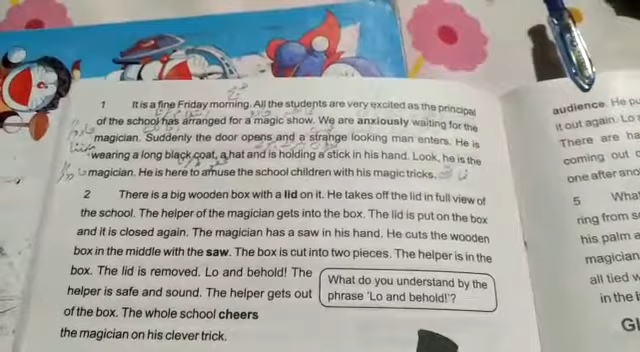 1 It is a fine Friday morning. All the students are very excited as the principal
of the school has arranged for a magic show. We are anxiously waiting for the
magician. Suddenly the door opens and a strange looking man enters. He is
wearing a long black coat, a hat and is holding a stick in his hand. Look, he is the
magician. He is here to amuse the school children with his magic tricks.
2 There is a big wooden box with a lid on it. He takes off the lid in full view of
the school. The helper of the magician gets into the box. The lid is put on the box
and it is closed again. The magician has a saw in his hand. He cuts the wooden
box in the middle with the saw. The box is cut into two pieces. The helper is in the
box. The lid is removed. Lo and behold! The
helper is safe and sound. The helper gets out
of the box. The whole school cheers
the magician on his clever trick.
What do you understand by the
phrase 'Lo and behold!'?
audience. He
it out again. Lo
There are
coming out
one after
5 What
ring from
his palm
magician
all tied
in the